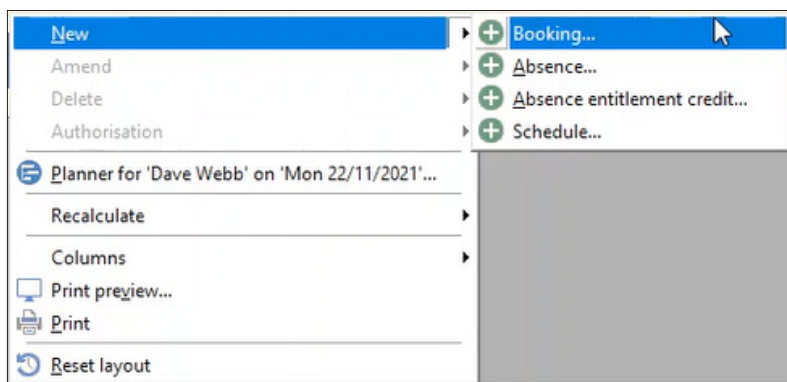 New
Booking...
Amend
Absence...
Delete
Absence entitlement credit...
Authorisation
Schedule...
Planner for 'Dave Webb' on 'Mon 22/11/2021'...
Recalculate
Columns
Print preview...
Print
Reset layout